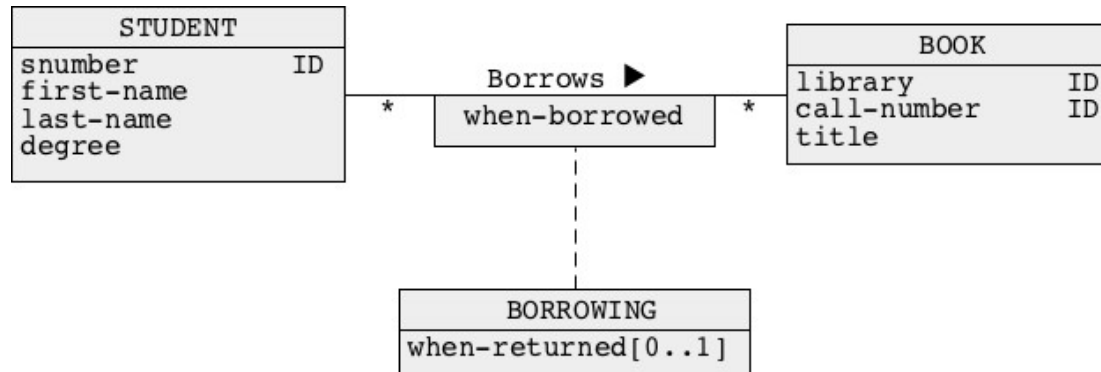 STUDENT
snumber ID
first-name
last-name
degree
Borrows ▶
* when-borrowed *
BOOK
library ID
call-number ID
title
BORROWING
when-returned[0..1]